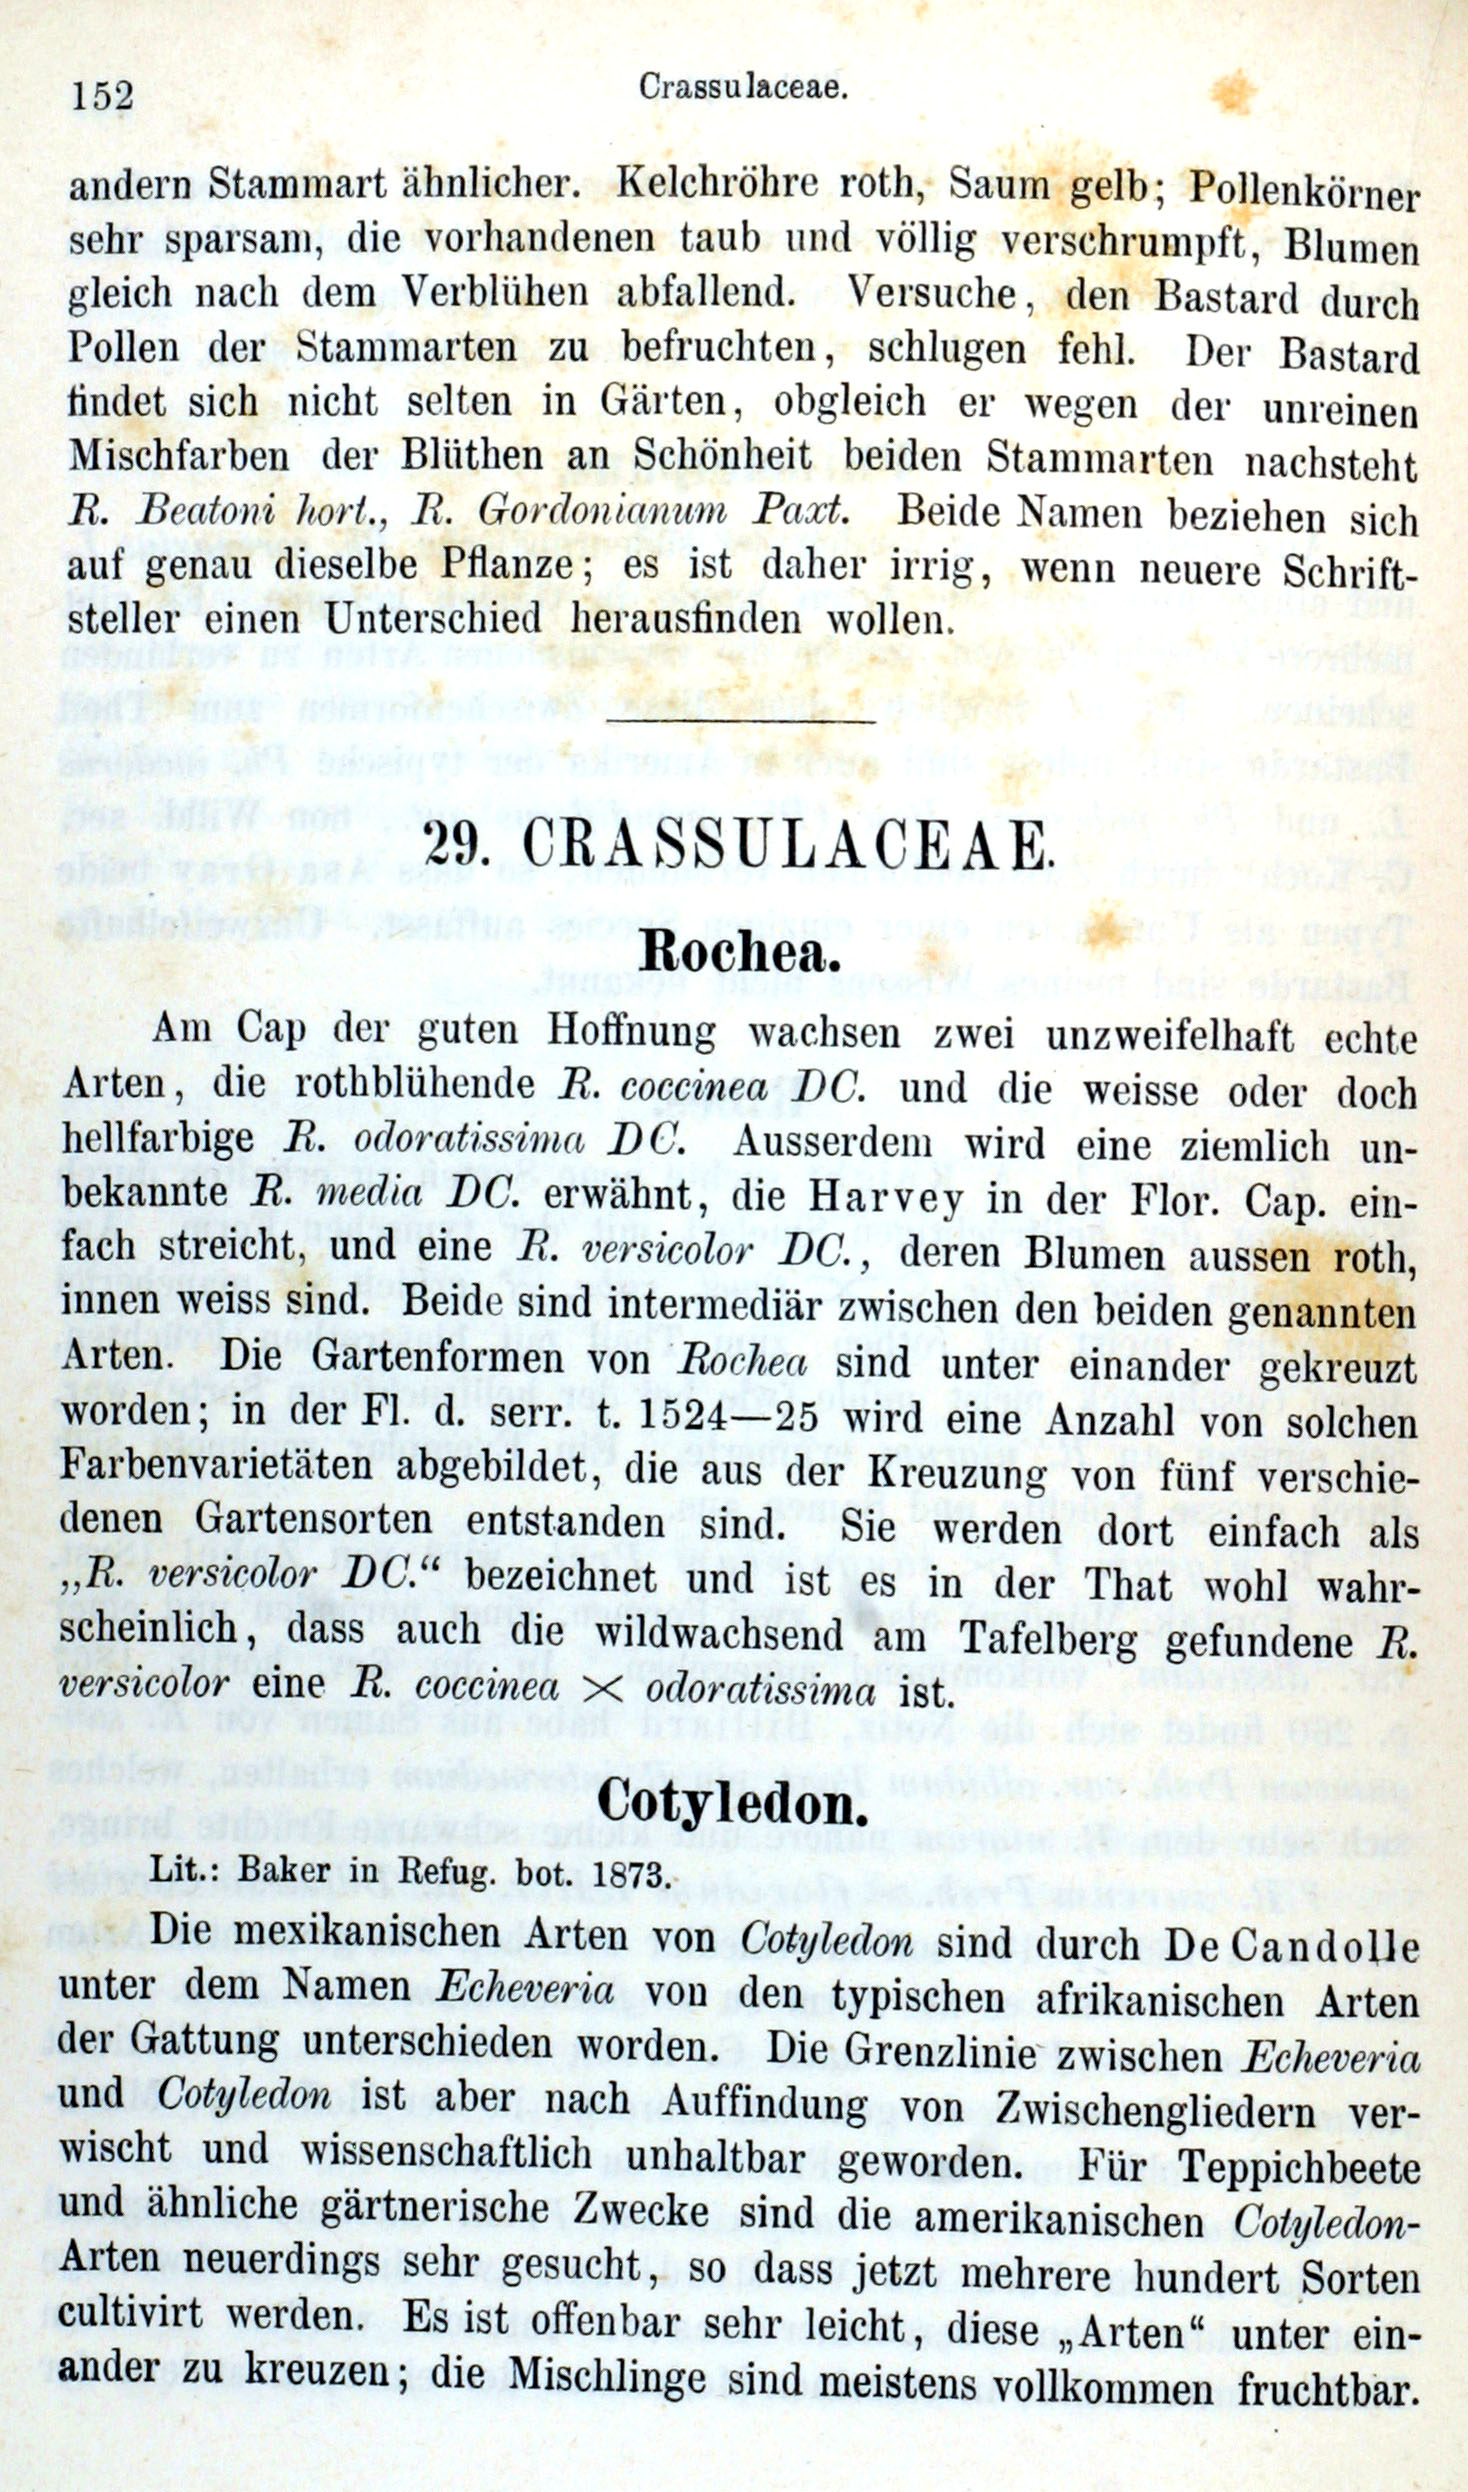 152
Crassulaceae.
andern Stammart ähnlicher. Kelchröhre roth, Saum gelb; Pollenkörner
sehr sparsam, die vorhandenen taub und völlig verschrumpft, Blumen
gleich nach dem Verblühen abfallend. Versuche, den Bastard durch
Pollen der Stammarten zu befruchten, schlugen fehl. Der Bastard
findet sich nicht selten in Gärten, obgleich er wegen der unreinen
Mischfarben der Blüthen an Schönheit beiden Stammarten nachsteht
R. Beatoni hort., R. Gordonianum Paxt. Beide Namen beziehen sich
auf genau dieselbe Pflanze; es ist daher irrig, wenn neuere Schrift-
steller einen Unterschied herausfinden wollen.
29. CRASSULACEAE.
Rochea.
Am Cap der guten Hoffnung wachsen zwei unzweifelhaft echte
Arten, die rothblühende R. coccinea DC. und die weisse oder doch
hellfarbige R. odoratissima DC. Ausserdem wird eine ziemlich un-
bekannte R. media DC. erwähnt, die Harvey in der Flor. Cap. ein-
fach streicht, und eine R. versicolor DC., deren Blumen aussen roth,
innen weiss sind. Beide sind intermediär zwischen den beiden genannten
Arten. Die Gartenformen von Rochea sind unter einander gekreuzt
worden; in der Fl. d. serr. t. 1524—25 wird eine Anzahl von solchen
Farbenvarietäten abgebildet, die aus der Kreuzung von fünf verschie-
denen Gartensorten entstanden sind. Sie werden dort einfach als
„R. versicolor DC.“ bezeichnet und ist es in der That wohl wahr-
scheinlich, dass auch die wildwachsend am Tafelberg gefundene R.
versicolor eine R. coccinea × odoratissima ist.
Cotyledon.
Lit.: Baker in Refug. bot. 1873.
Die mexikanischen Arten von Cotyledon sind durch De Candolle
unter dem Namen Echeveria von den typischen afrikanischen Arten
der Gattung unterschieden worden. Die Grenzlinie zwischen Echeveria
und Cotyledon ist aber nach Auffindung von Zwischengliedern ver-
wischt und wissenschaftlich unhaltbar geworden. Für Teppichbeete
und ähnliche gärtnerische Zwecke sind die amerikanischen Cotyledon-
Arten neuerdings sehr gesucht, so dass jetzt mehrere hundert Sorten
cultivirt werden. Es ist offenbar sehr leicht, diese „Arten“ unter ein-
ander zu kreuzen; die Mischlinge sind meistens vollkommen fruchtbar.